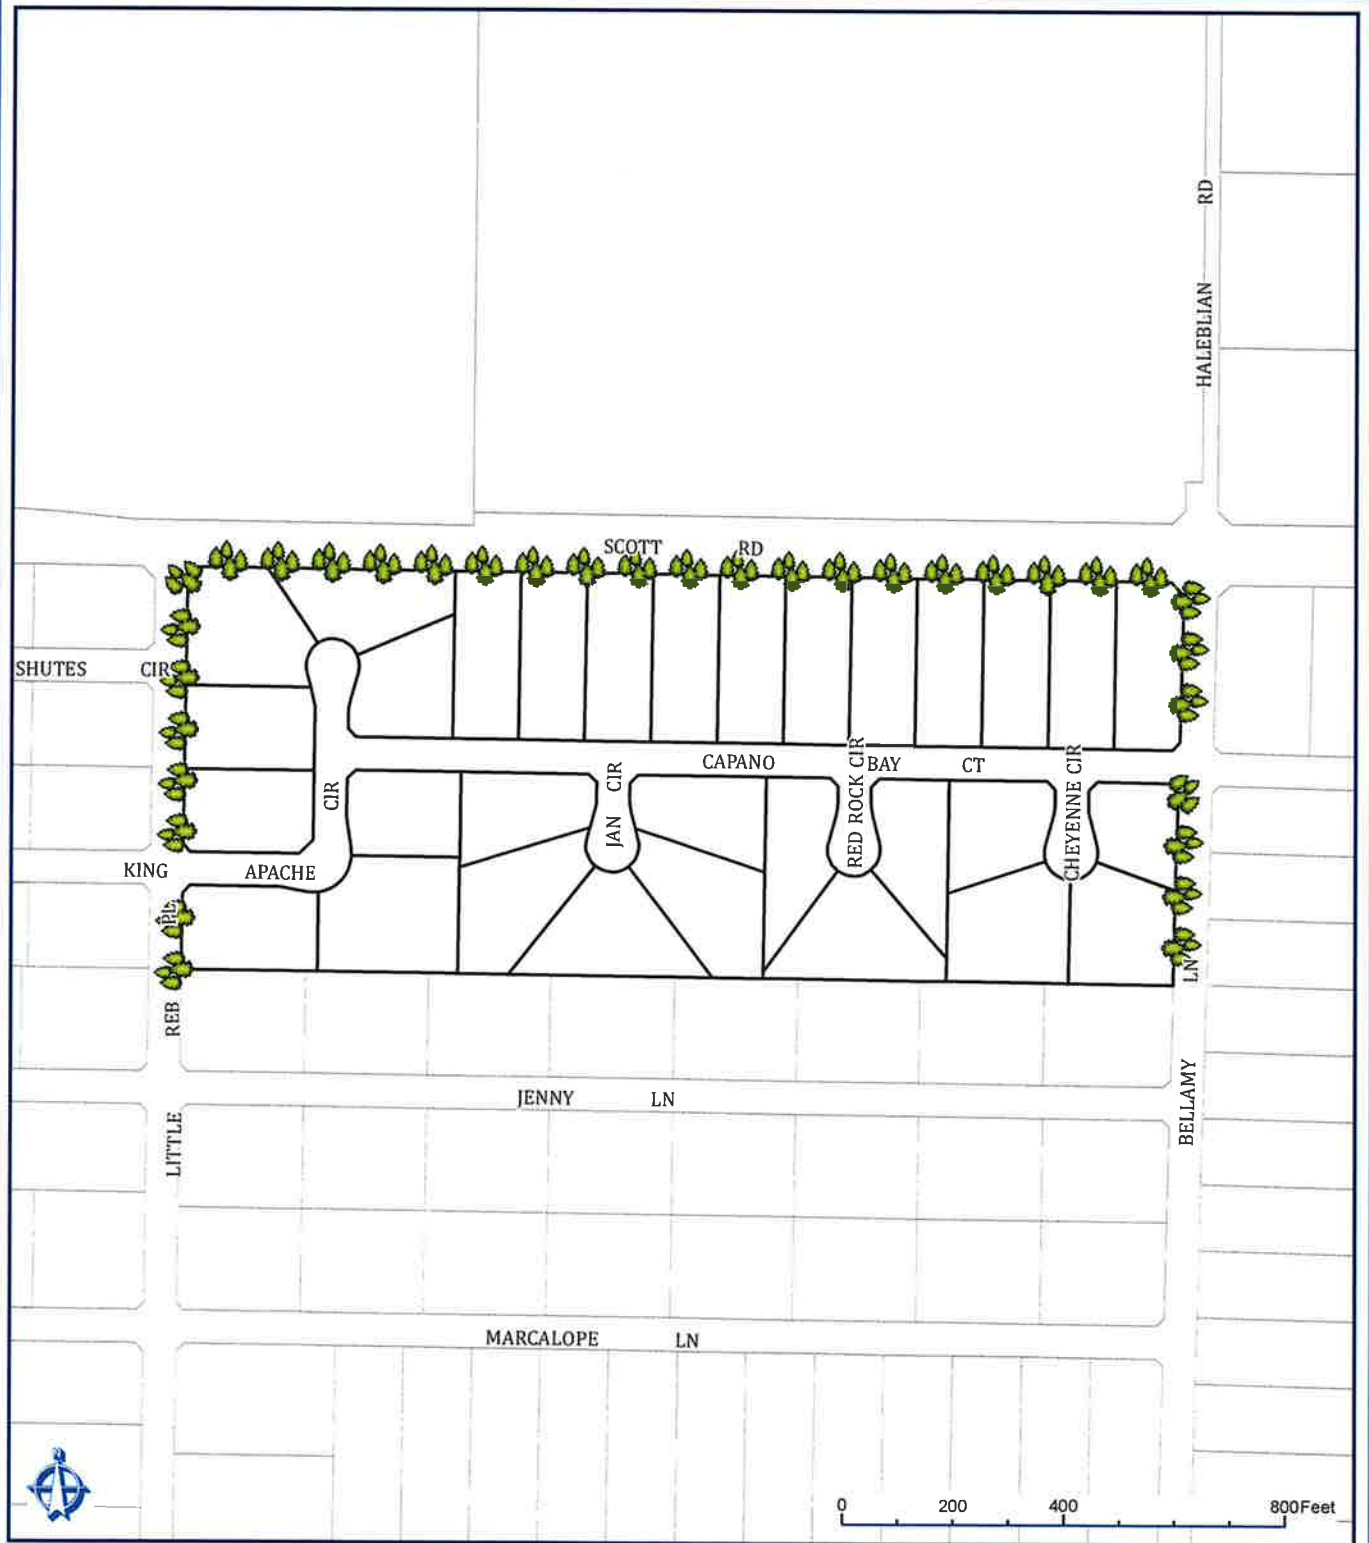 HALEBLIAN RD
SCOTT RD
SHUTES CIR
CAPANO BAY CT
CIR
JAN CIR
RED ROCK CIR
CHEYENNE CIR
KING APACHE
PL
REB
LITTLE
LN
BELLAMY
JENNY LN
MARCALOPE LN
0 200 400 800Feet